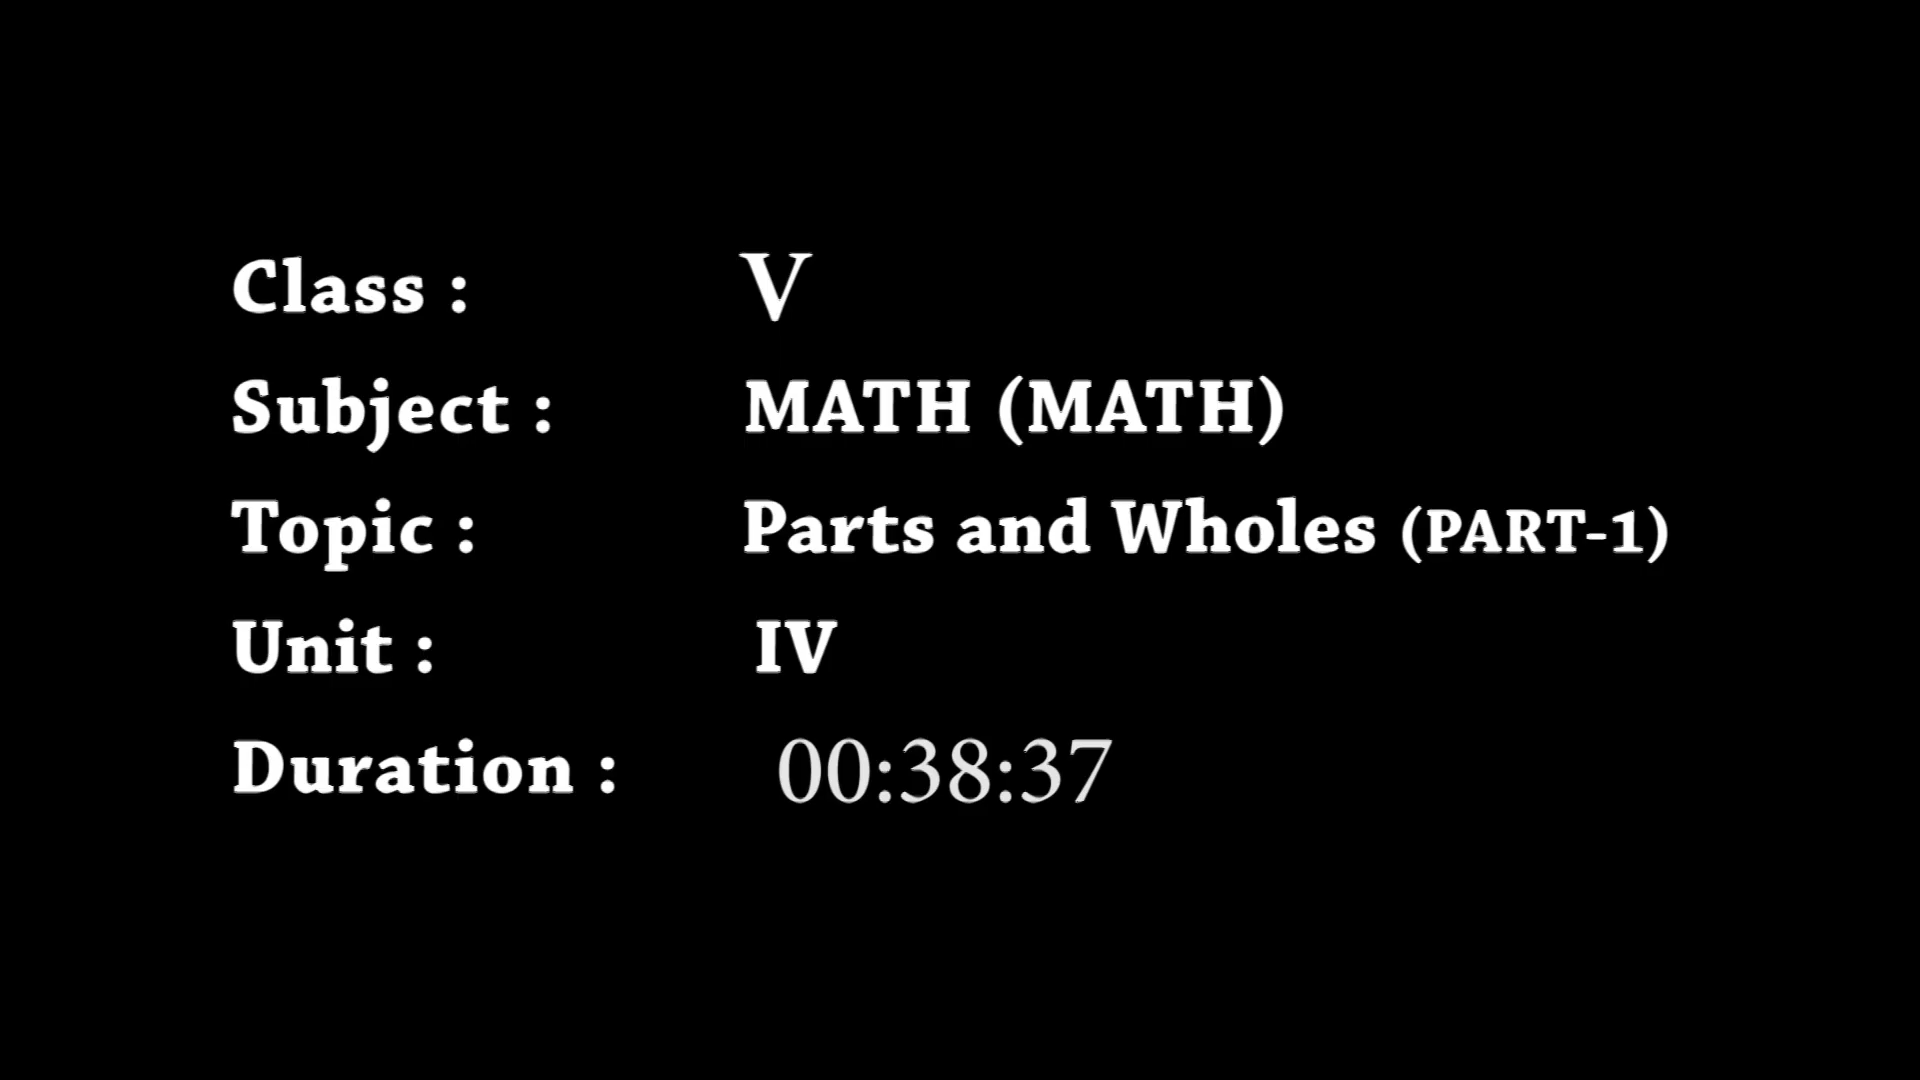 Class : V
Subject : MATH (MATH)
Topic : Parts and Wholes (PART-1)
Unit : IV
Duration : 00:38:37